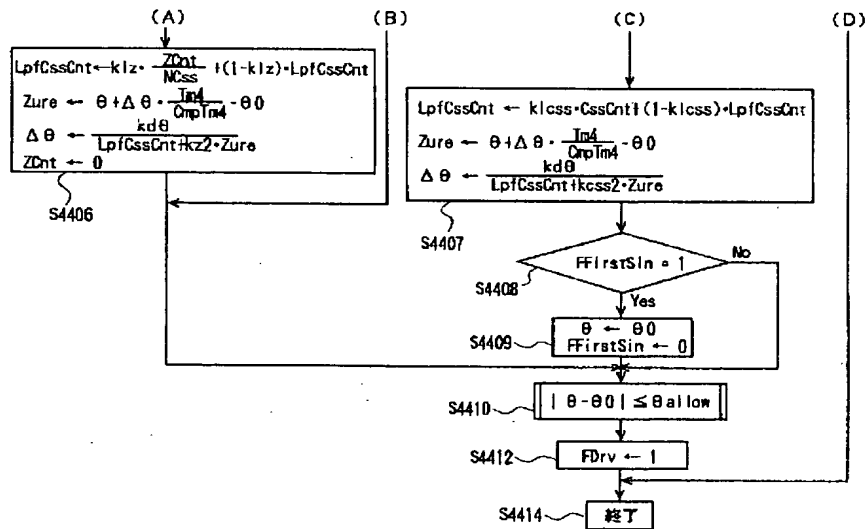 (A)
(B)
(C)
(D)
LpfCssCnt←klz・ZCnt/NCss+(1-klz)・LpfCssCnt
Zure ← θ+Δθ・Tm4/CmpTm4-θ0
Δθ ← kdθ/LpfCssCnt+kz2・Zure
ZCnt ← 0
S4406
LpfCssCnt ← klcss・CssCnt+(1-klcss)・LpfCssCnt
Zure ← θ+Δθ・Tm4/CmpTm4-θ0
Δθ ← kdθ/LpfCssCnt+kcss2・Zure
S4407
FFirstSin = 1
No
S4408
Yes
θ ← θ0
FFirstSin ← 0
S4409
| θ-θ0 | ≤ θallow
S4410
FDrv ← 1
S4412
終了
S4414